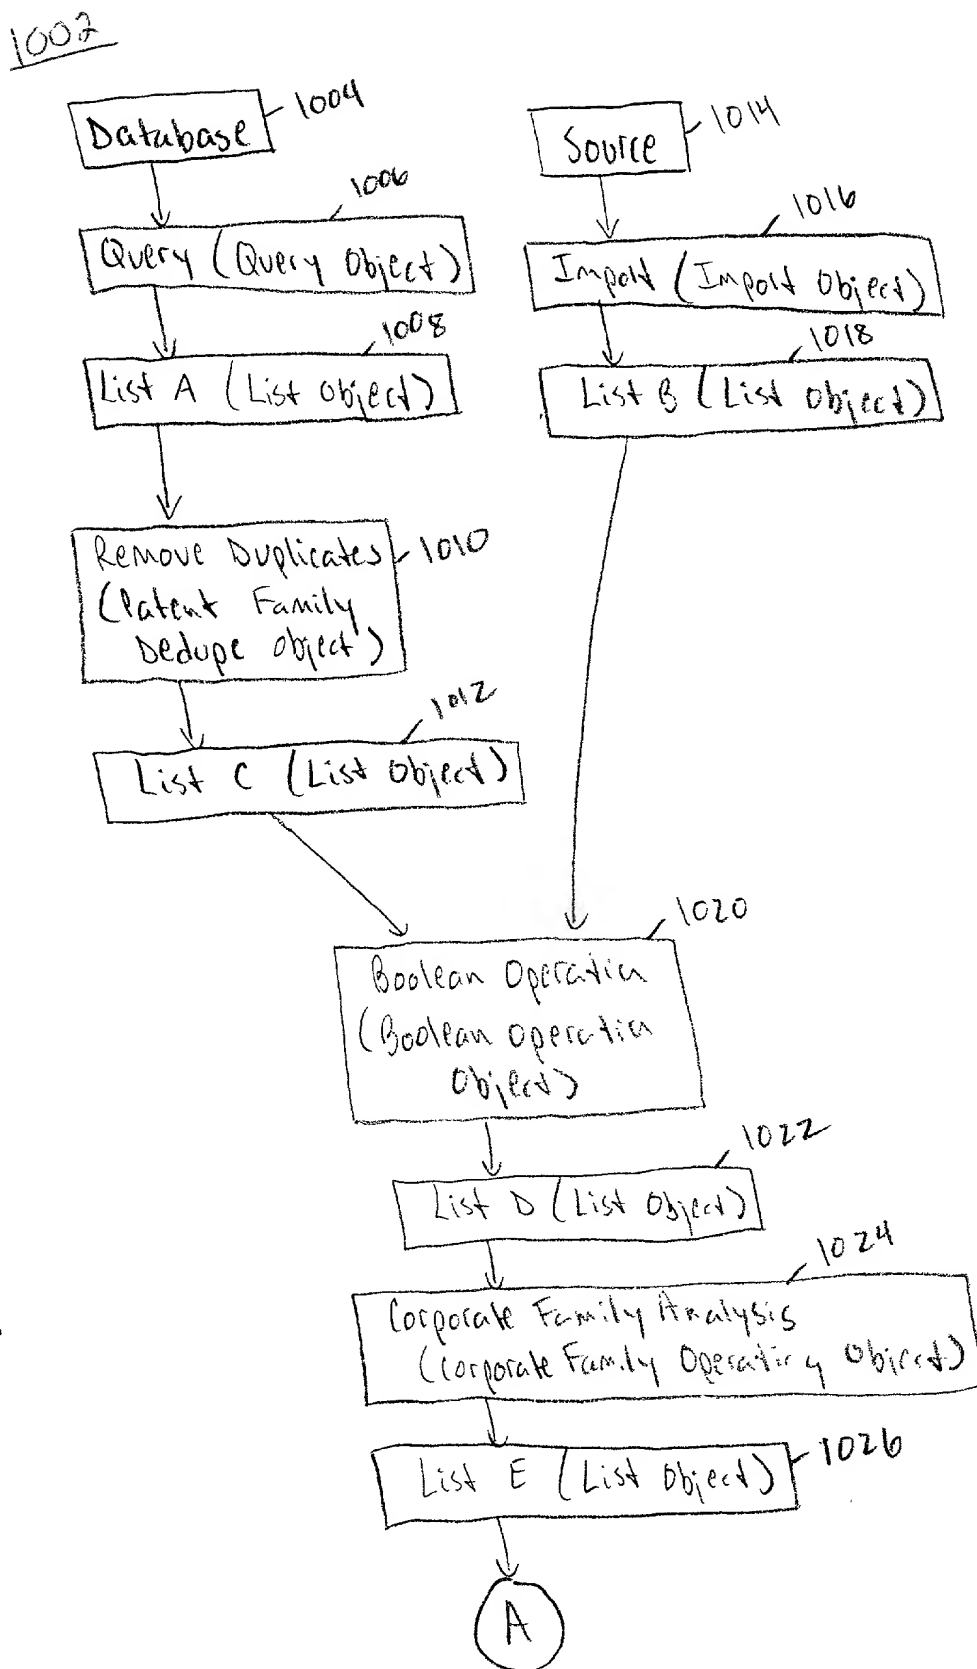 1002
Database
1004
Query (Query Object)
1006
List A (List Object)
1008
Remove Duplicates
(Patent Family
Dedupe Object)
1010
List C (List Object)
1012
Source
1014
Import (Import Object)
1016
List B (List Object)
1018
Boolean Operation
(Boolean Operation
Object)
1020
List D (List Object)
1022
Corporate Family Analysis
(Corporate Family Operating Object)
1024
List E (List Object)
1026
A